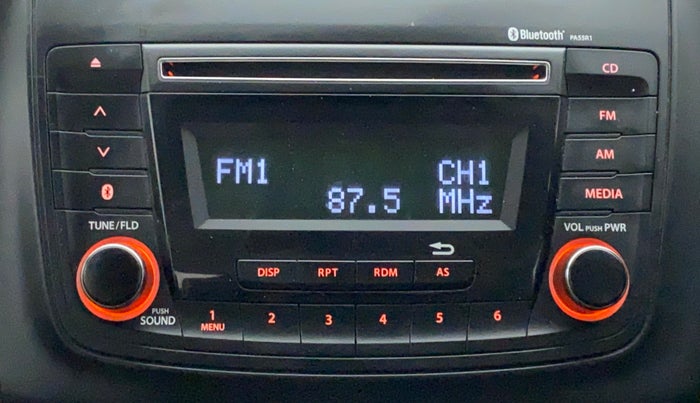 Bluetooth® PA5SR1
CD
FM
AM
MEDIA
FM1 CH1
87.5 MHz
TUNE/FLD
VOL PUSH PWR
DISP RPT RDM AS
PUSH
SOUND
1 2 3 4 5 6
MENU